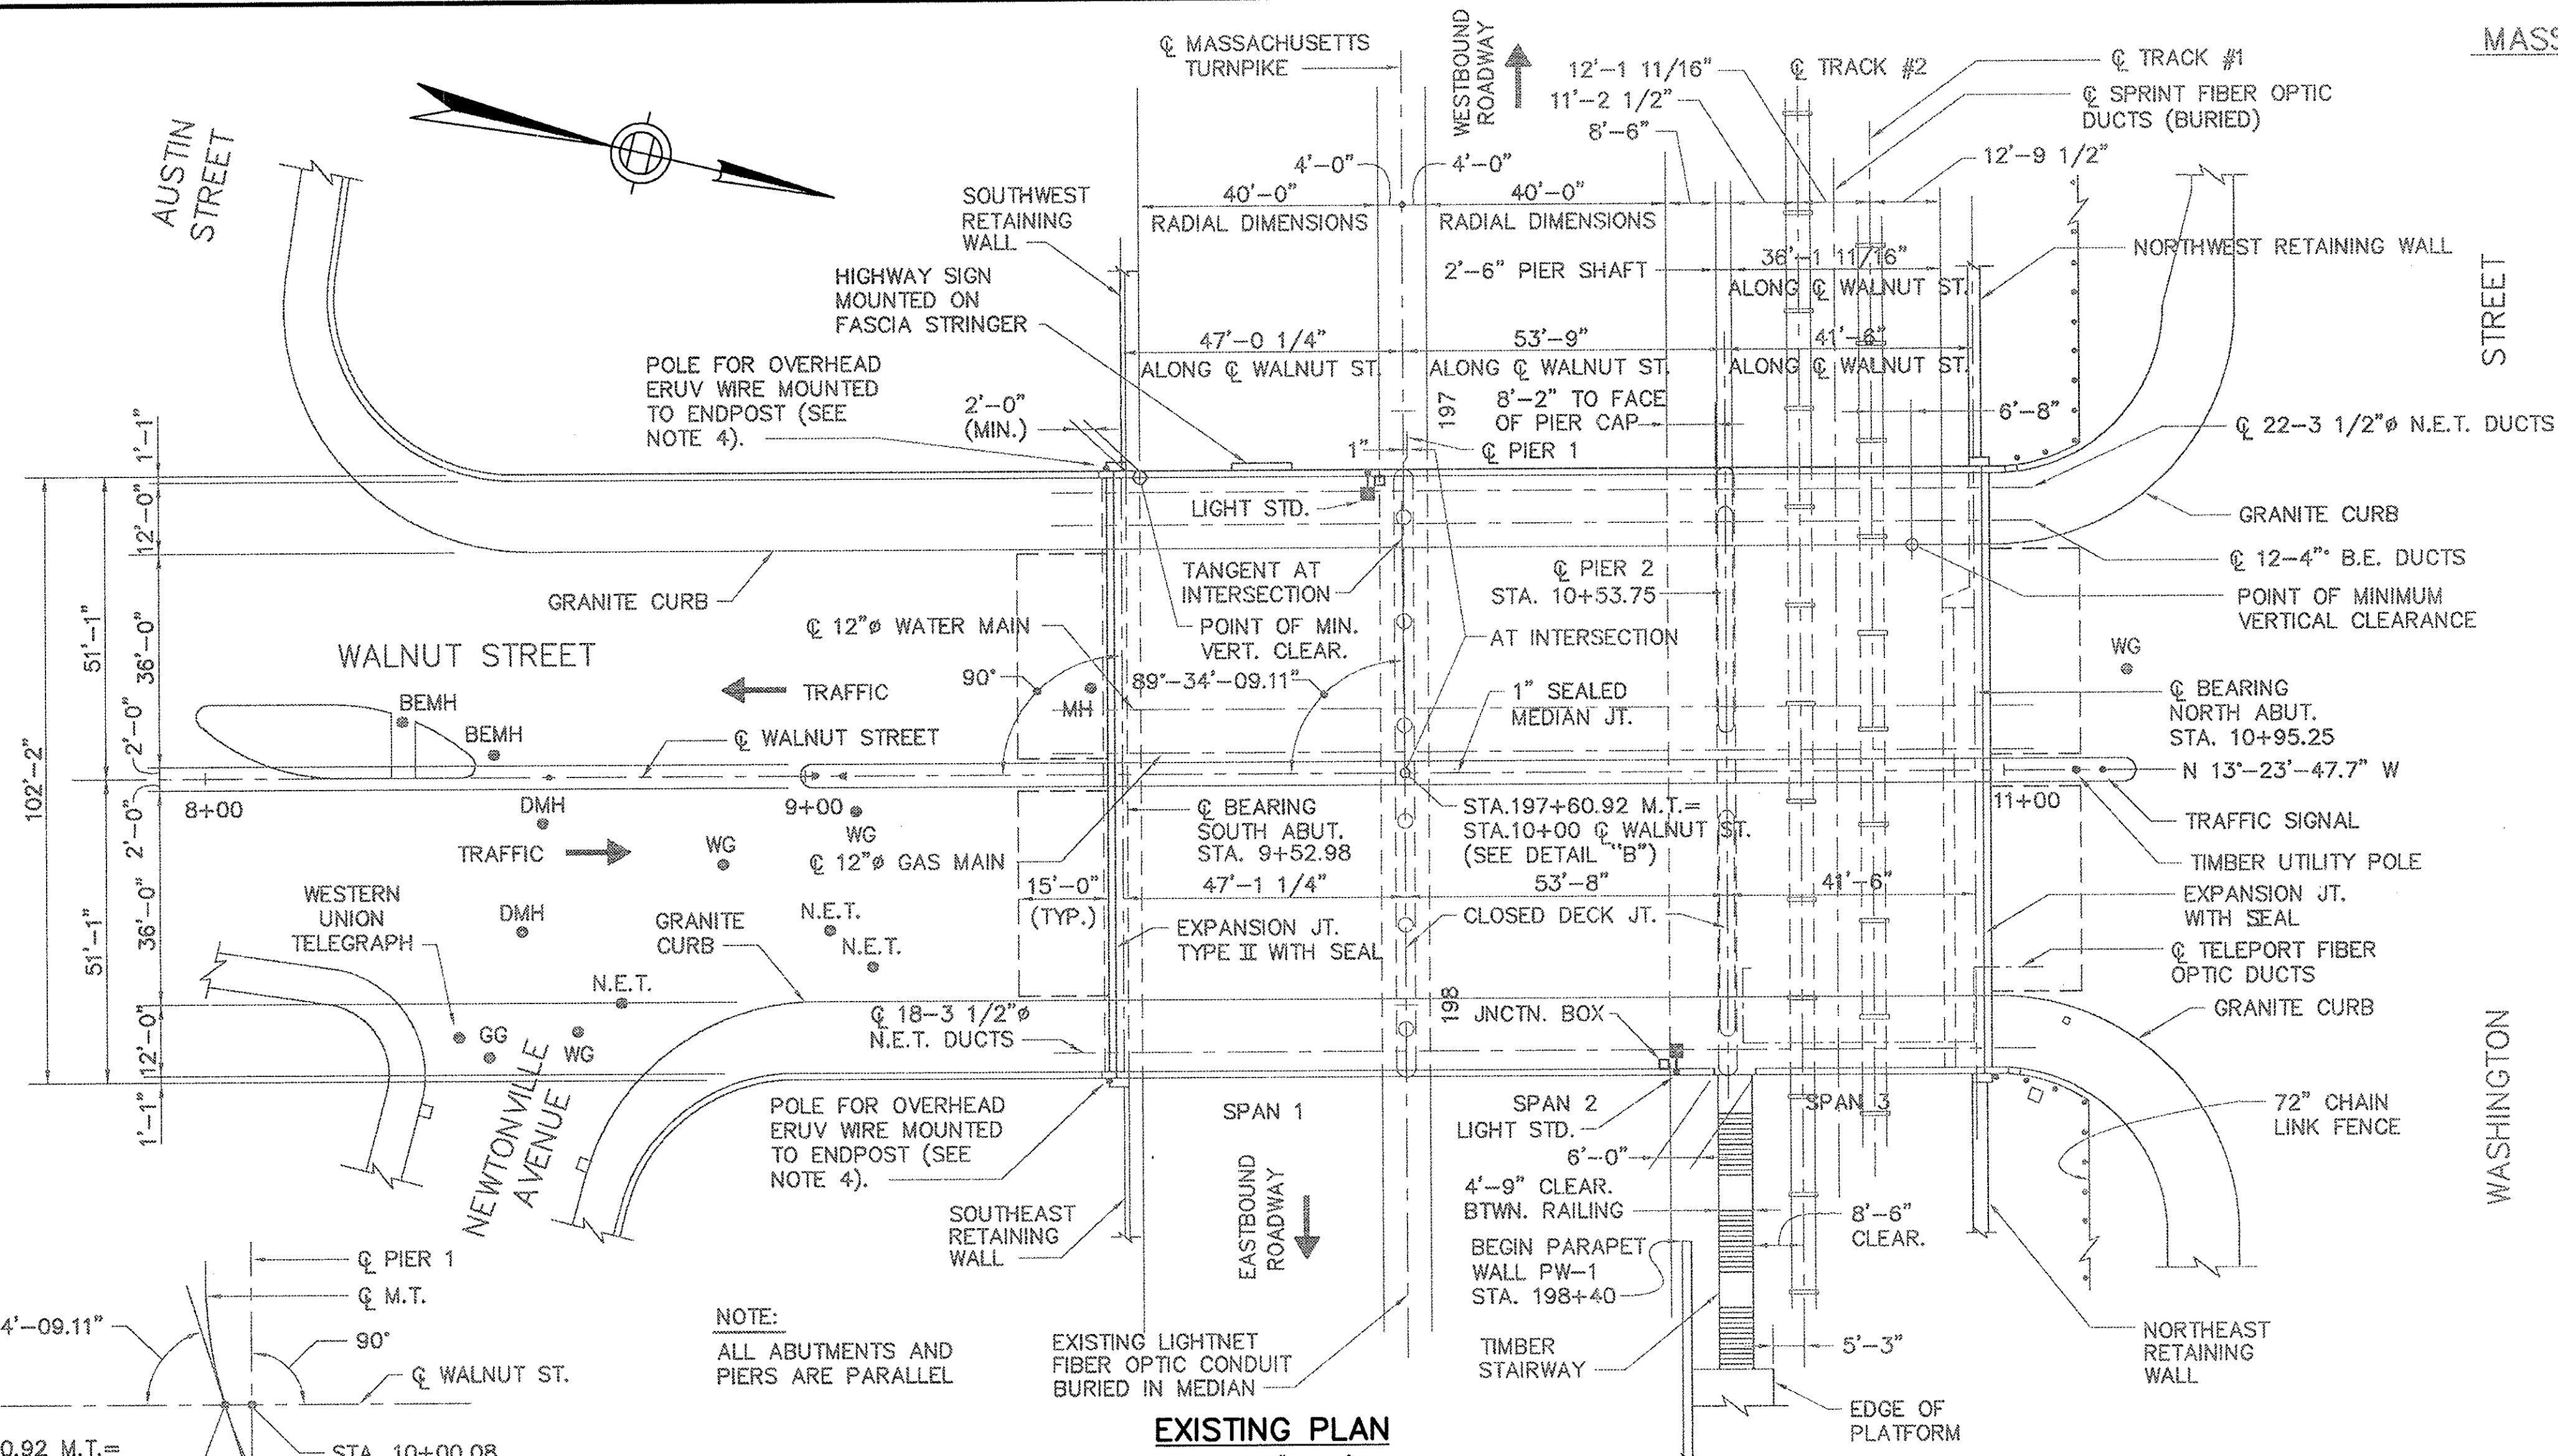 MASS
℄ MASSACHUSETTS
TURNPIKE
WESTBOUND
ROADWAY
12'-1 11/16"
11'-2 1/2"
8'-6"
℄ TRACK #2
℄ TRACK #1
℄ SPRINT FIBER OPTIC
DUCTS (BURIED)
12'-9 1/2"
AUSTIN
STREET
4'-0"
4'-0"
40'-0"
RADIAL DIMENSIONS
40'-0"
RADIAL DIMENSIONS
SOUTHWEST
RETAINING
WALL
2'-6" PIER SHAFT
36'-1 11/16"
ALONG ℄ WALNUT ST.
NORTHWEST RETAINING WALL
STREET
HIGHWAY SIGN
MOUNTED ON
FASCIA STRINGER
47'-0 1/4"
ALONG ℄ WALNUT ST.
53'-9"
ALONG ℄ WALNUT ST.
41'-6"
ALONG ℄ WALNUT ST.
POLE FOR OVERHEAD
ERUV WIRE MOUNTED
TO ENDPOST (SEE
NOTE 4).
2'-0"
(MIN.)
197
8'-2" TO FACE
OF PIER CAP
6'-8"
1"
℄ PIER 1
℄ 22-3 1/2"ø N.E.T. DUCTS
1'-1"
12'-0"
LIGHT STD.
GRANITE CURB
℄ 12-4"° B.E. DUCTS
TANGENT AT
INTERSECTION
℄ PIER 2
STA. 10+53.75
GRANITE CURB
POINT OF MINIMUM
VERTICAL CLEARANCE
℄ 12"ø WATER MAIN
POINT OF MIN.
VERT. CLEAR.
AT INTERSECTION
WALNUT STREET
WG
51'-1"
36'-0"
90°
89°-34'-09.11"
TRAFFIC
MH
1" SEALED
MEDIAN JT.
℄ BEARING
NORTH ABUT.
STA. 10+95.25
BEMH
BEMH
℄ WALNUT STREET
2'-0"
102'-2"
N 13°-23'-47.7" W
8+00
DMH
9+00
WG
℄ BEARING
SOUTH ABUT.
STA. 9+52.98
STA.197+60.92 M.T.=
STA.10+00 ℄ WALNUT ST.
(SEE DETAIL "B")
11+00
TRAFFIC SIGNAL
2'-0"
TRAFFIC
WG
℄ 12"ø GAS MAIN
TIMBER UTILITY POLE
15'-0"
(TYP.)
47'-1 1/4"
53'-8"
41'-6"
EXPANSION JT.
WITH SEAL
WESTERN
UNION
TELEGRAPH
DMH
GRANITE
CURB
N.E.T.
N.E.T.
CLOSED DECK JT.
EXPANSION JT.
TYPE II WITH SEAL
℄ TELEPORT FIBER
OPTIC DUCTS
51'-1"
36'-0"
N.E.T.
℄ 18-3 1/2"ø
N.E.T. DUCTS
198
JNCTN. BOX
GRANITE CURB
GG
WG
12'-0"
1'-1"
NEWTONVILLE
AVENUE
POLE FOR OVERHEAD
ERUV WIRE MOUNTED
TO ENDPOST (SEE
NOTE 4).
SPAN 1
SPAN 2
SPAN 3
LIGHT STD.
72" CHAIN
LINK FENCE
WASHINGTON
6'-0"
EASTBOUND
ROADWAY
4'-9" CLEAR.
BTWN. RAILING
8'-6"
CLEAR.
SOUTHEAST
RETAINING
WALL
BEGIN PARAPET
WALL PW-1
STA. 198+40
℄ PIER 1
℄ M.T.
4'-09.11"
90°
℄ WALNUT ST.
NOTE:
ALL ABUTMENTS AND
PIERS ARE PARALLEL
EXISTING LIGHTNET
FIBER OPTIC CONDUIT
BURIED IN MEDIAN
TIMBER
STAIRWAY
5'-3"
NORTHEAST
RETAINING
WALL
EDGE OF
PLATFORM
EXISTING PLAN
0.92 M.T.=
STA. 10+00.08